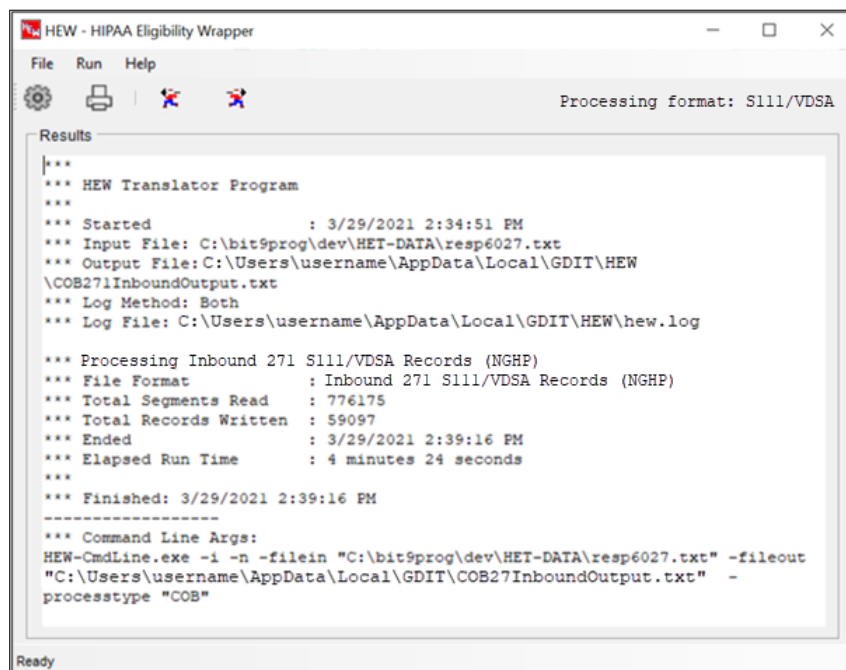 HEW - HIPAA Eligibility Wrapper
File Run Help
Processing format: S111/VDSA
Results
***
*** HEW Translator Program
***
*** Started : 3/29/2021 2:34:51 PM
*** Input File: C:\bit9prog\dev\HET-DATA\resp6027.txt
*** Output File: C:\Users\username\AppData\Local\GDIT\HEW
\COB271InboundOutput.txt
*** Log Method: Both
*** Log File: C:\Users\username\AppData\Local\GDIT\HEW\hew.log
*** Processing Inbound 271 S111/VDSA Records (NGHP)
*** File Format : Inbound 271 S111/VDSA Records (NGHP)
*** Total Segments Read : 776175
*** Total Records Written : 59097
*** Ended : 3/29/2021 2:39:16 PM
*** Elapsed Run Time : 4 minutes 24 seconds
***
*** Finished: 3/29/2021 2:39:16 PM
------------------
*** Command Line Args:
HEW-CmdLine.exe -i -n -filein "C:\bit9prog\dev\HET-DATA\resp6027.txt" -fileout
"C:\Users\username\AppData\Local\GDIT\COB27InboundOutput.txt" -
processtype "COB"
Ready